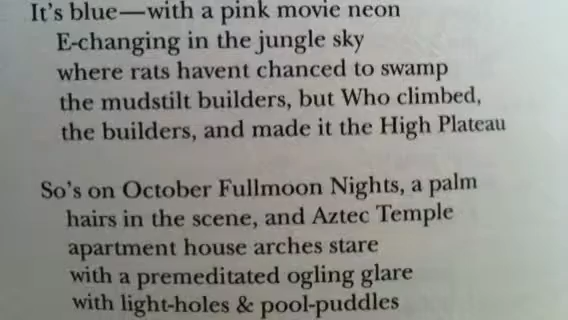 It's blue—with a pink movie neon
E-changing in the jungle sky
where rats havent chanced to swamp
the mudstilt builders, but Who climbed,
the builders, and made it the High Plateau
So's on October Fullmoon Nights, a palm
hairs in the scene, and Aztec Temple
apartment house arches stare
with a premeditated ogling glare
with light-holes & pool-puddles